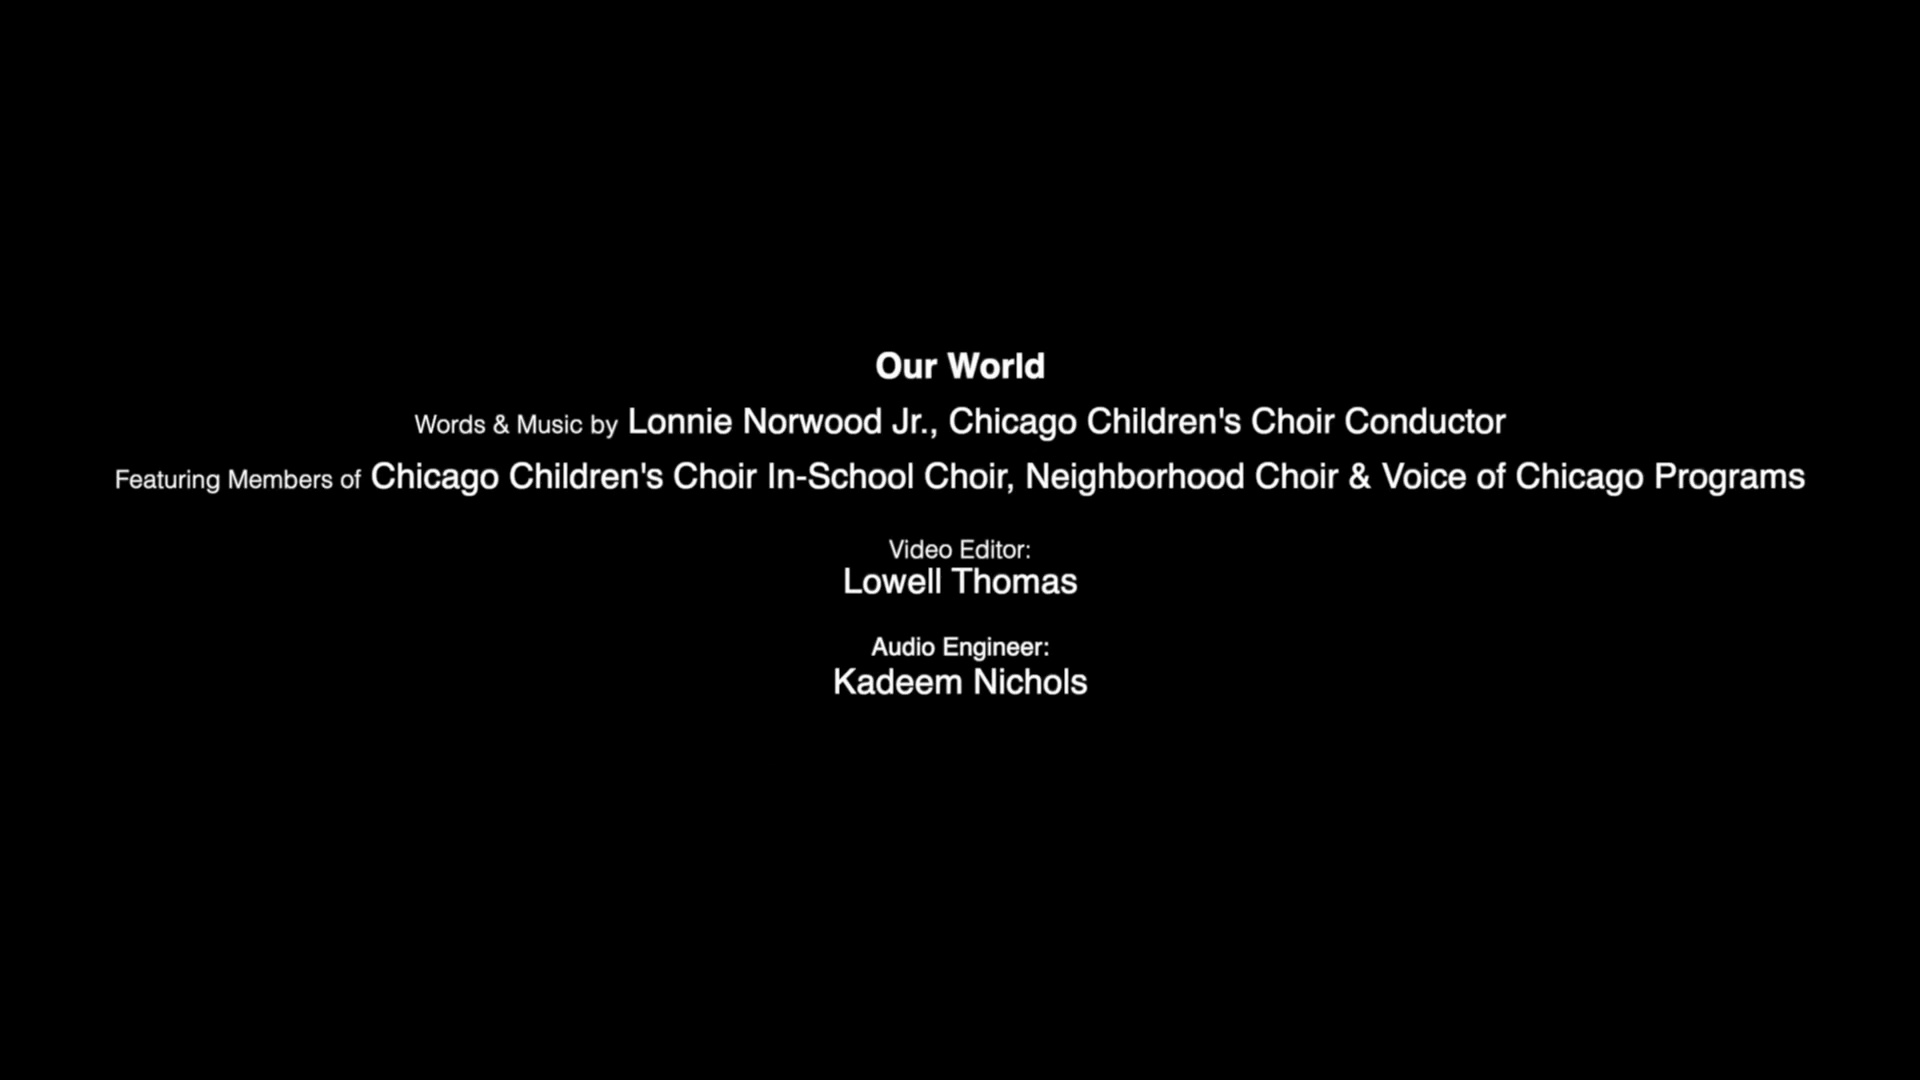 Our World
Words & Music by Lonnie Norwood Jr., Chicago Children's Choir Conductor
Featuring Members of Chicago Children's Choir In-School Choir, Neighborhood Choir & Voice of Chicago Programs
Video Editor:
Lowell Thomas
Audio Engineer:
Kadeem Nichols